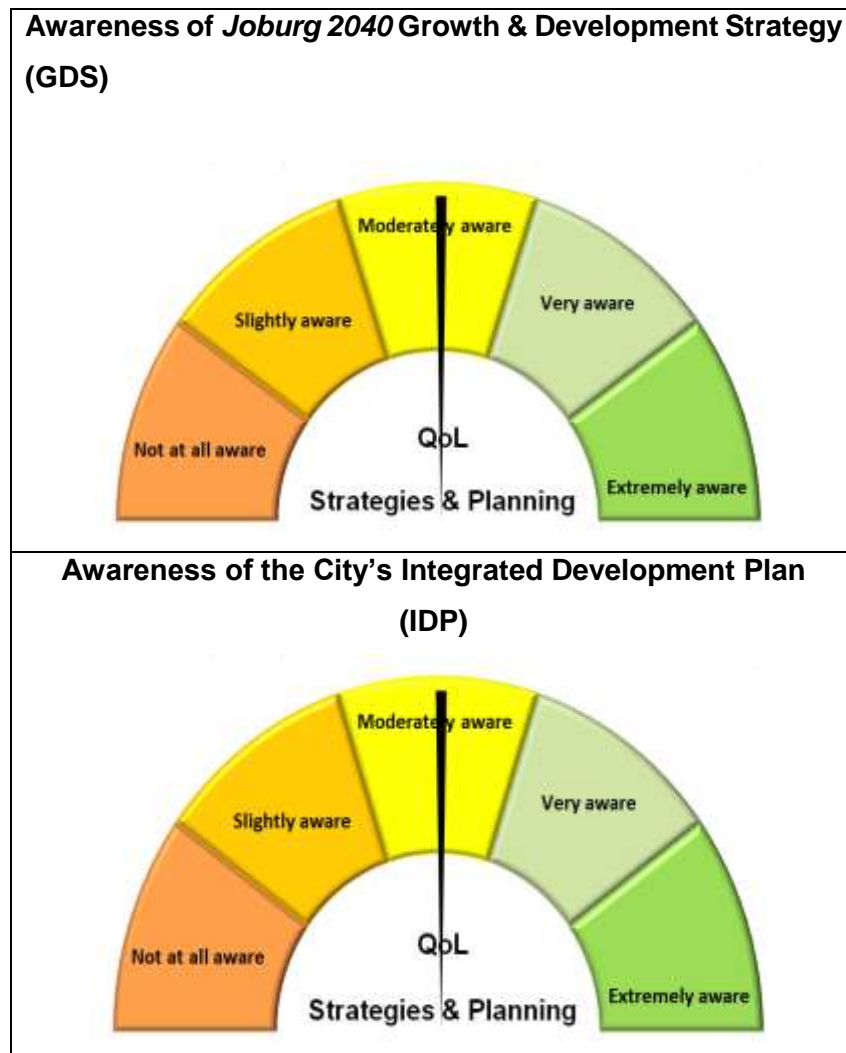 Awareness of Joburg 2040 Growth & Development Strategy
(GDS)
Moderately aware
Slightly aware
Very aware
Not at all aware
QoL
Extremely aware
Strategies & Planning
Awareness of the City's Integrated Development Plan
(IDP)
Moderately aware
Slightly aware
Very aware
Not at all aware
QoL
Extremely aware
Strategies & Planning